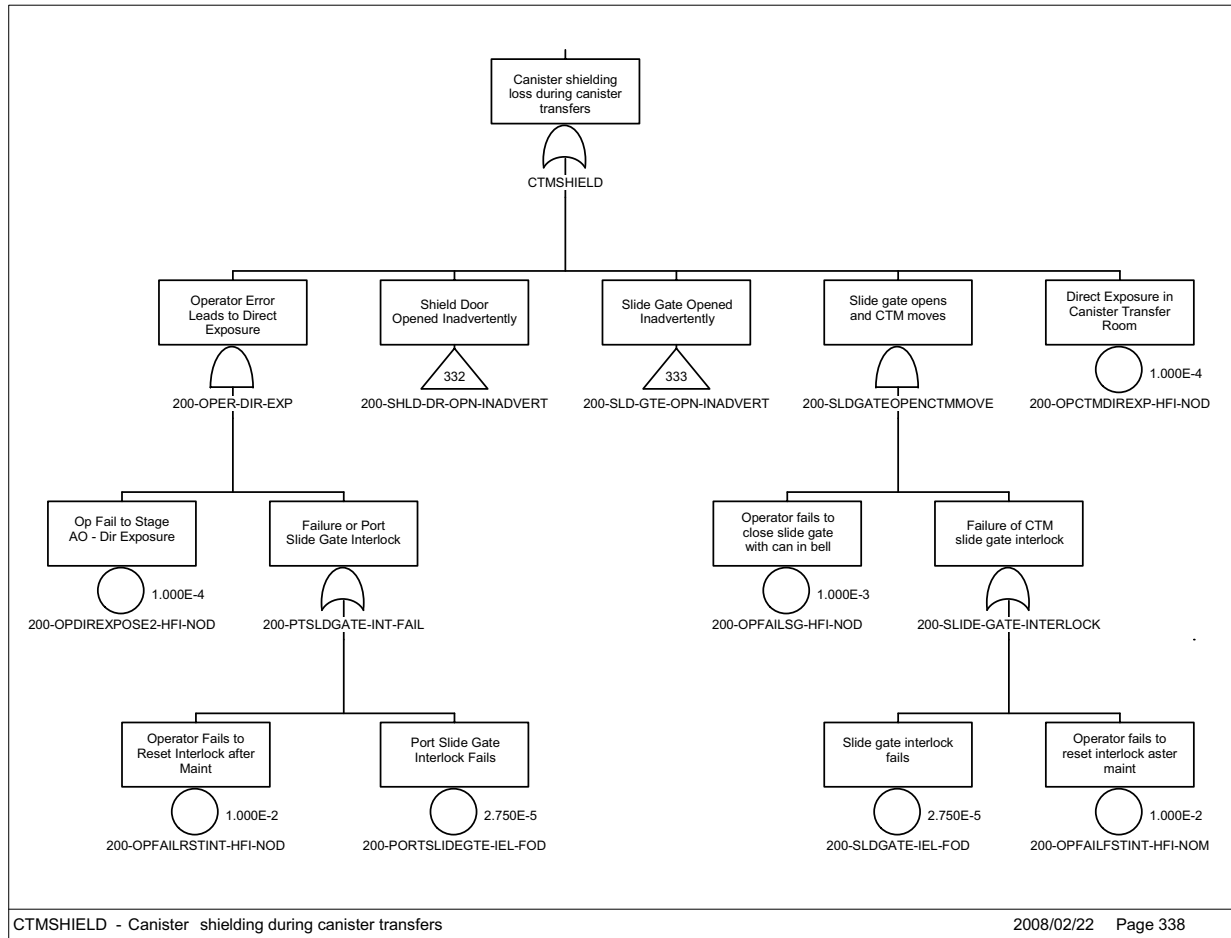 Canister shielding
loss during canister
transfers
CTMSHIELD
Operator Error
Leads to Direct
Exposure
200-OPER-DIR-EXP
Shield Door
Opened Inadvertently
332
200-SHLD-DR-OPN-INADVERT
Slide Gate Opened
Inadvertently
333
200-SLD-GTE-OPN-INADVERT
Slide gate opens
and CTM moves
200-SLDGATEOPENCTMMOVE
Direct Exposure in
Canister Transfer
Room
1.000E-4
200-OPCTMDIREXP-HFI-NOD
Op Fail to Stage
AO - Dir Exposure
1.000E-4
200-OPDIREXPOSE2-HFI-NOD
Failure or Port
Slide Gate Interlock
200-PTSLDGATE-INT-FAIL
Operator fails to
close slide gate
with can in bell
1.000E-3
200-OPFAILSG-HFI-NOD
Failure of CTM
slide gate interlock
200-SLIDE-GATE-INTERLOCK
Operator Fails to
Reset Interlock after
Maint
1.000E-2
200-OPFAILRSTINT-HFI-NOD
Port Slide Gate
Interlock Fails
2.750E-5
200-PORTSLIDEGTE-IEL-FOD
Slide gate interlock
fails
2.750E-5
200-SLDGATE-IEL-FOD
Operator fails to
reset interlock aster
maint
1.000E-2
200-OPFAILFSTINT-HFI-NOM
CTMSHIELD - Canister shielding during canister transfers
2008/02/22 Page 338